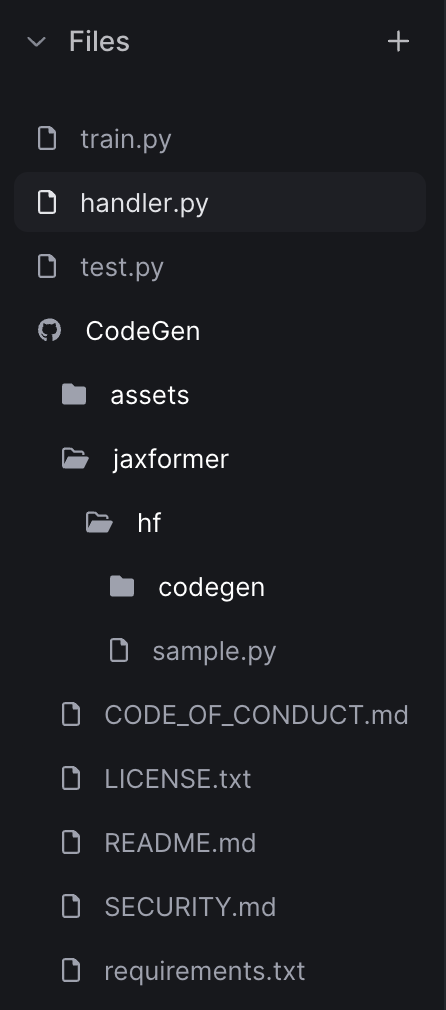 Files
train.py
handler.py
test.py
CodeGen
assets
jaxformer
hf
codegen
sample.py
CODE_OF_CONDUCT.md
LICENSE.txt
README.md
SECURITY.md
requirements.txt